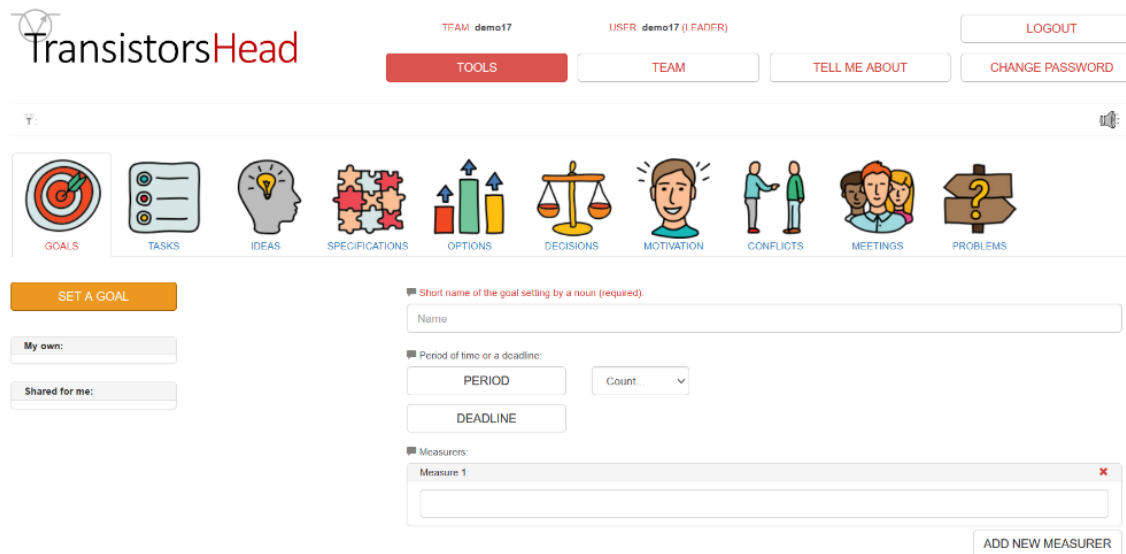 TransistorsHead
TEAM: demo17
USER: demo17 (LEADER)
LOGOUT
TOOLS
TEAM
TELL ME ABOUT
CHANGE PASSWORD
T:
GOALS
TASKS
IDEAS
SPECIFICATIONS
OPTIONS
DECISIONS
MOTIVATION
CONFLICTS
MEETINGS
PROBLEMS
SET A GOAL
My own:
Shared for me:
Short name of the goal setting by a noun (required):
Name
Period of time or a deadline:
PERIOD
Count...
DEADLINE
Measurers:
Measure 1:
ADD NEW MEASURER